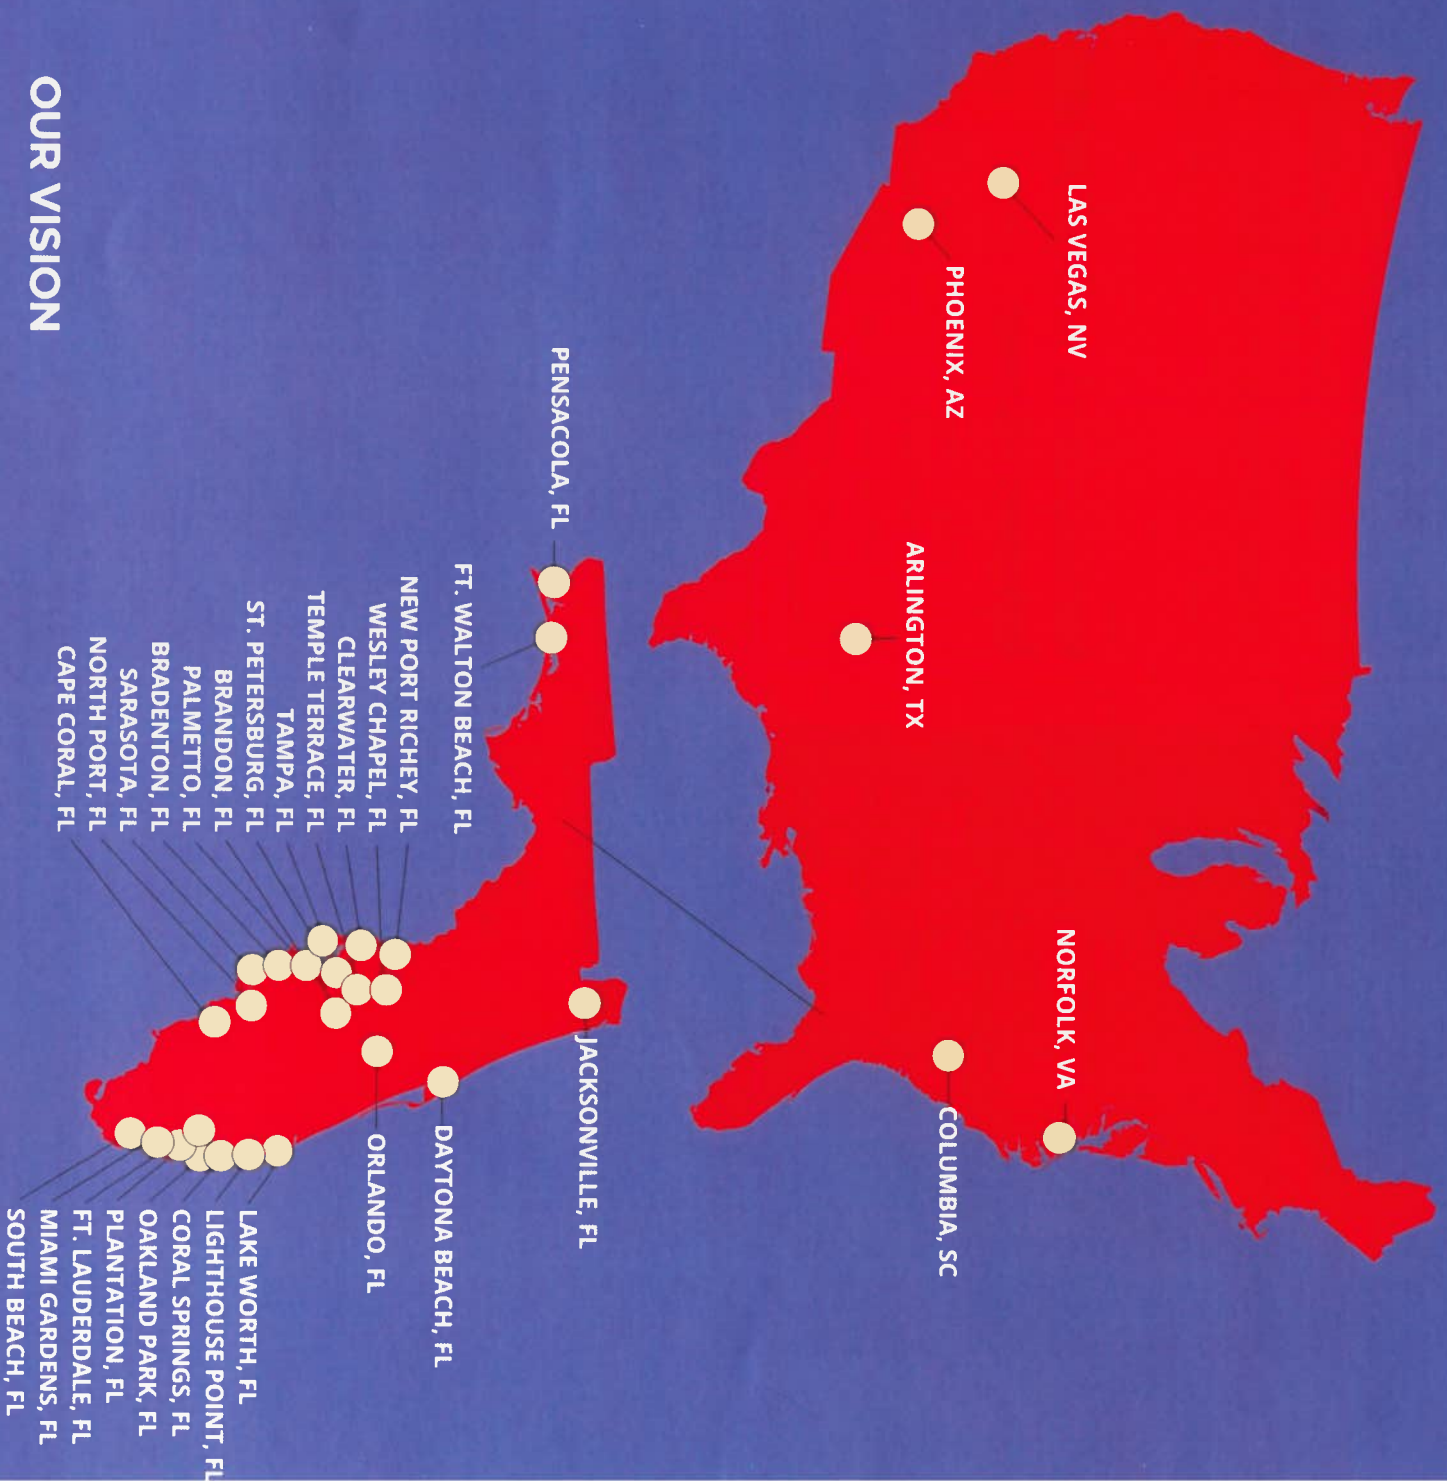 LAS VEGAS, NV
PHOENIX, AZ
ARLINGTON, TX
NORFOLK, VA
COLUMBIA, SC
PENSACOLA, FL
FT. WALTON BEACH, FL
JACKSONVILLE, FL
DAYTONA BEACH, FL
ORLANDO, FL
NEW PORT RICHEY, FL
WESLEY CHAPEL, FL
CLEARWATER, FL
TEMPLE TERRACE, FL
TAMPA, FL
ST. PETERSBURG, FL
BRANDON, FL
PALMETTO, FL
BRADENTON, FL
SARASOTA, FL
NORTH PORT, FL
CAPE CORAL, FL
LAKE WORTH, FL
LIGHTHOUSE POINT, FL
CORAL SPRINGS, FL
OAKLAND PARK, FL
PLANTATION, FL
FT. LAUDERDALE, FL
MIAMI GARDENS, FL
SOUTH BEACH, FL
OUR VISION